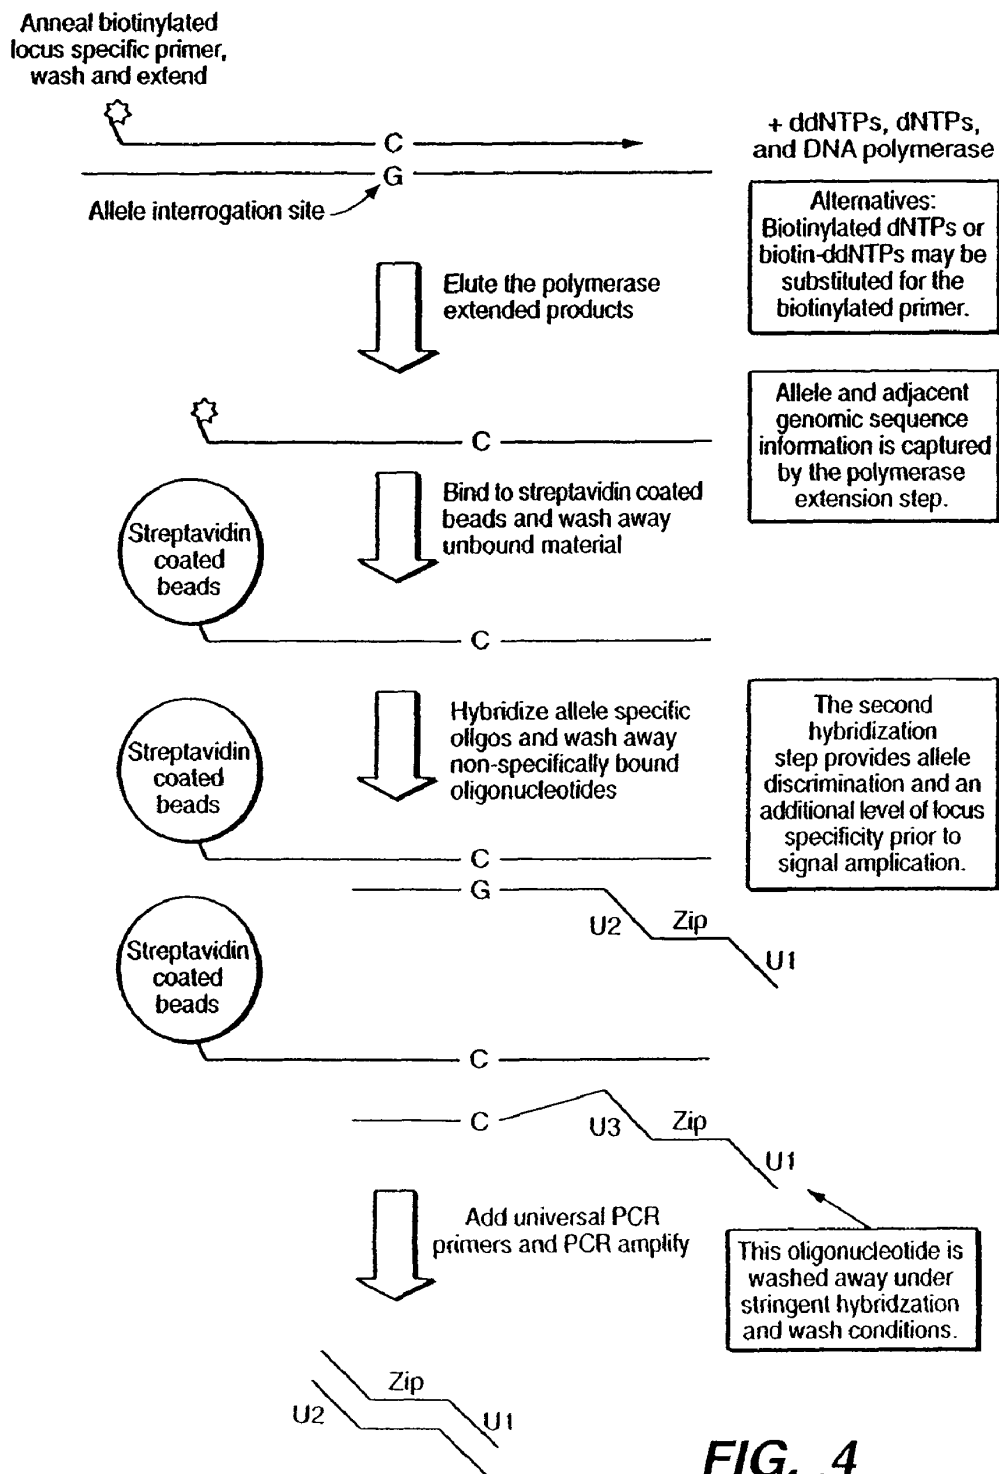 Anneal biotinylated
locus specific primer,
wash and extend
C
G
Allele interrogation site
+ ddNTPs, dNTPs,
and DNA polymerase
Alternatives:
Biotinylated dNTPs or
biotin-ddNTPs may be
substituted for the
biotinylated primer.
Elute the polymerase
extended products
C
Allele and adjacent
genomic sequence
information is captured
by the polymerase
extension step.
Bind to streptavidin coated
beads and wash away
unbound material
Streptavidin
coated
beads
C
Hybridize allele specific
oligos and wash away
non-specifically bound
oligonucleotides
The second
hybridization
step provides allele
discrimination and an
additional level of locus
specificity prior to
signal amplication.
Streptavidin
coated
beads
C
G
U2
Zip
U1
Streptavidin
coated
beads
C
C
U3
Zip
U1
Add universal PCR
primers and PCR amplify
This oligonucleotide is
washed away under
stringent hybridzation
and wash conditions.
Zip
U2
U1
FIG._4